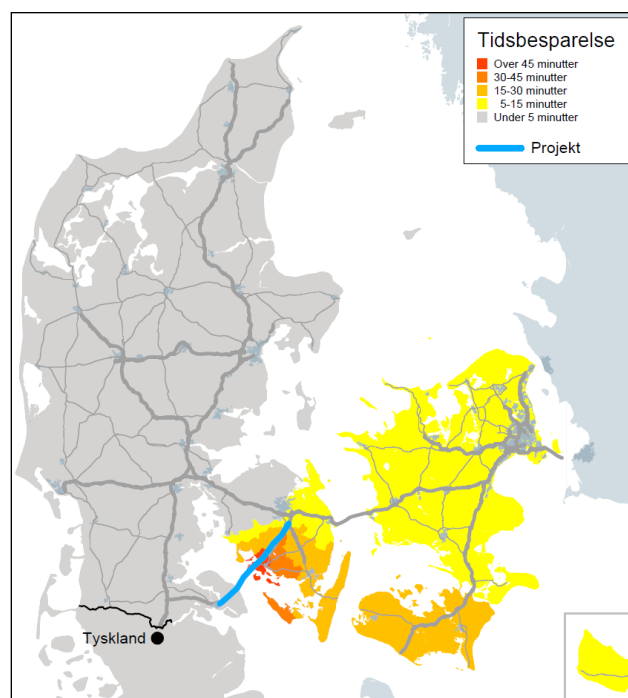 Tidsbesparelse
Over 45 minutter
30-45 minutter
15-30 minutter
5-15 minutter
Under 5 minutter
Projekt
Tyskland